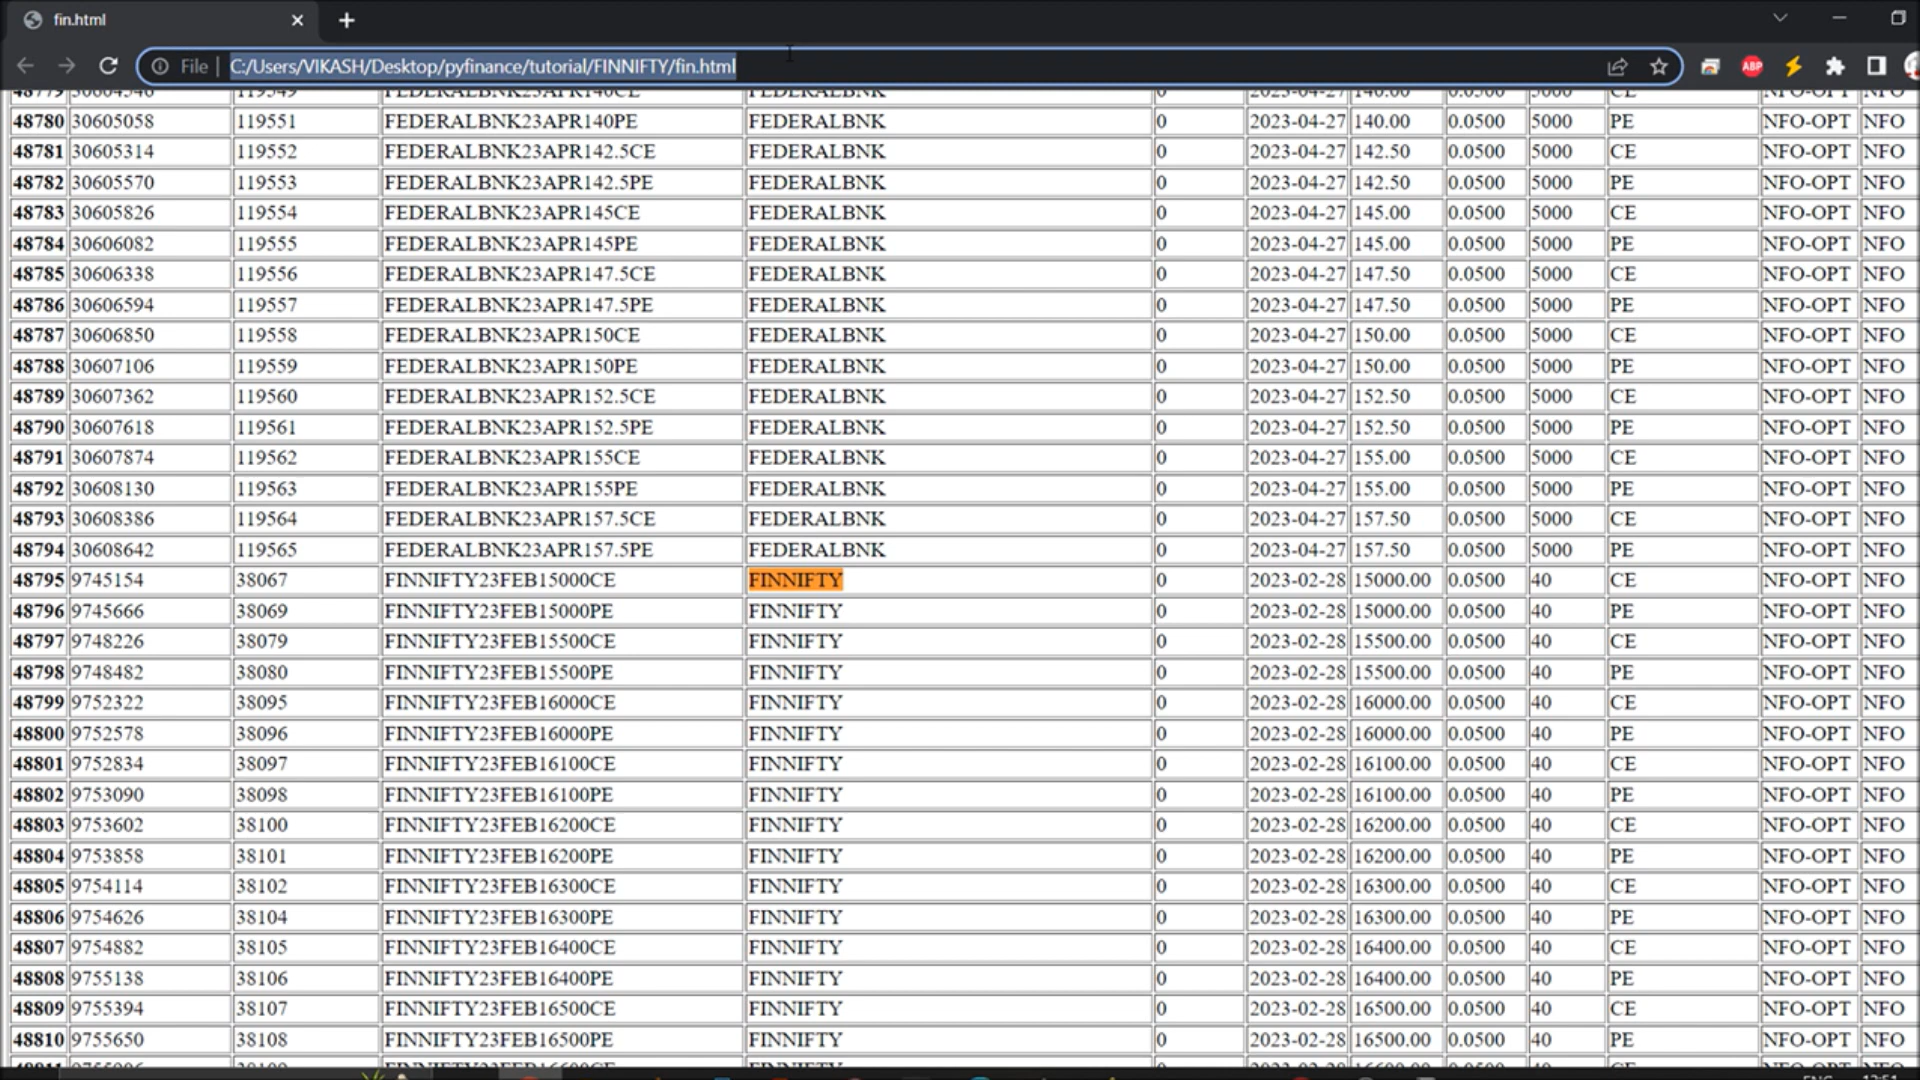 fin.html
File | C:/Users/VIKASH/Desktop/pyfinance/tutorial/FINNIFTY/fin.html ABP
48780 30605058 119551 FEDERALBNK23APR140PE FEDERALBNK 0 2023-04-27 140.00 0.0500 5000 PE NFO-OPT NFO
48781 30605314 119552 FEDERALBNK23APR142.5CE FEDERALBNK 0 2023-04-27 142.50 0.0500 5000 CE NFO-OPT NFO
48782 30605570 119553 FEDERALBNK23APR142.5PE FEDERALBNK 0 2023-04-27 142.50 0.0500 5000 PE NFO-OPT NFO
48783 30605826 119554 FEDERALBNK23APR145CE FEDERALBNK 0 2023-04-27 145.00 0.0500 5000 CE NFO-OPT NFO
48784 30606082 119555 FEDERALBNK23APR145PE FEDERALBNK 0 2023-04-27 145.00 0.0500 5000 PE NFO-OPT NFO
48785 30606338 119556 FEDERALBNK23APR147.5CE FEDERALBNK 0 2023-04-27 147.50 0.0500 5000 CE NFO-OPT NFO
48786 30606594 119557 FEDERALBNK23APR147.5PE FEDERALBNK 0 2023-04-27 147.50 0.0500 5000 PE NFO-OPT NFO
48787 30606850 119558 FEDERALBNK23APR150CE FEDERALBNK 0 2023-04-27 150.00 0.0500 5000 CE NFO-OPT NFO
48788 30607106 119559 FEDERALBNK23APR150PE FEDERALBNK 0 2023-04-27 150.00 0.0500 5000 PE NFO-OPT NFO
48789 30607362 119560 FEDERALBNK23APR152.5CE FEDERALBNK 0 2023-04-27 152.50 0.0500 5000 CE NFO-OPT NFO
48790 30607618 119561 FEDERALBNK23APR152.5PE FEDERALBNK 0 2023-04-27 152.50 0.0500 5000 PE NFO-OPT NFO
48791 30607874 119562 FEDERALBNK23APR155CE FEDERALBNK 0 2023-04-27 155.00 0.0500 5000 CE NFO-OPT NFO
48792 30608130 119563 FEDERALBNK23APR155PE FEDERALBNK 0 2023-04-27 155.00 0.0500 5000 PE NFO-OPT NFO
48793 30608386 119564 FEDERALBNK23APR157.5CE FEDERALBNK 0 2023-04-27 157.50 0.0500 5000 CE NFO-OPT NFO
48794 30608642 119565 FEDERALBNK23APR157.5PE FEDERALBNK 0 2023-04-27 157.50 0.0500 5000 PE NFO-OPT NFO
48795 9745154 38067 FINNIFTY23FEB15000CE FINNIFTY 0 2023-02-28 15000.00 0.0500 40 CE NFO-OPT NFO
48796 9745666 38069 FINNIFTY23FEB15000PE FINNIFTY 0 2023-02-28 15000.00 0.0500 40 PE NFO-OPT NFO
48797 9748226 38079 FINNIFTY23FEB15500CE FINNIFTY 0 2023-02-28 15500.00 0.0500 40 CE NFO-OPT NFO
48798 9748482 38080 FINNIFTY23FEB15500PE FINNIFTY 0 2023-02-28 15500.00 0.0500 40 PE NFO-OPT NFO
48799 9752322 38095 FINNIFTY23FEB16000CE FINNIFTY 0 2023-02-28 16000.00 0.0500 40 CE NFO-OPT NFO
48800 9752578 38096 FINNIFTY23FEB16000PE FINNIFTY 0 2023-02-28 16000.00 0.0500 40 PE NFO-OPT NFO
48801 9752834 38097 FINNIFTY23FEB16100CE FINNIFTY 0 2023-02-28 16100.00 0.0500 40 CE NFO-OPT NFO
48802 9753090 38098 FINNIFTY23FEB16100PE FINNIFTY 0 2023-02-28 16100.00 0.0500 40 PE NFO-OPT NFO
48803 9753602 38100 FINNIFTY23FEB16200CE FINNIFTY 0 2023-02-28 16200.00 0.0500 40 CE NFO-OPT NFO
48804 9753858 38101 FINNIFTY23FEB16200PE FINNIFTY 0 2023-02-28 16200.00 0.0500 40 PE NFO-OPT NFO
48805 9754114 38102 FINNIFTY23FEB16300CE FINNIFTY 0 2023-02-28 16300.00 0.0500 40 CE NFO-OPT NFO
48806 9754626 38104 FINNIFTY23FEB16300PE FINNIFTY 0 2023-02-28 16300.00 0.0500 40 PE NFO-OPT NFO
48807 9754882 38105 FINNIFTY23FEB16400CE FINNIFTY 0 2023-02-28 16400.00 0.0500 40 CE NFO-OPT NFO
48808 9755138 38106 FINNIFTY23FEB16400PE FINNIFTY 0 2023-02-28 16400.00 0.0500 40 PE NFO-OPT NFO
48809 9755394 38107 FINNIFTY23FEB16500CE FINNIFTY 0 2023-02-28 16500.00 0.0500 40 CE NFO-OPT NFO
48810 9755650 38108 FINNIFTY23FEB16500PE FINNIFTY 0 2023-02-28 16500.00 0.0500 40 PE NFO-OPT NFO